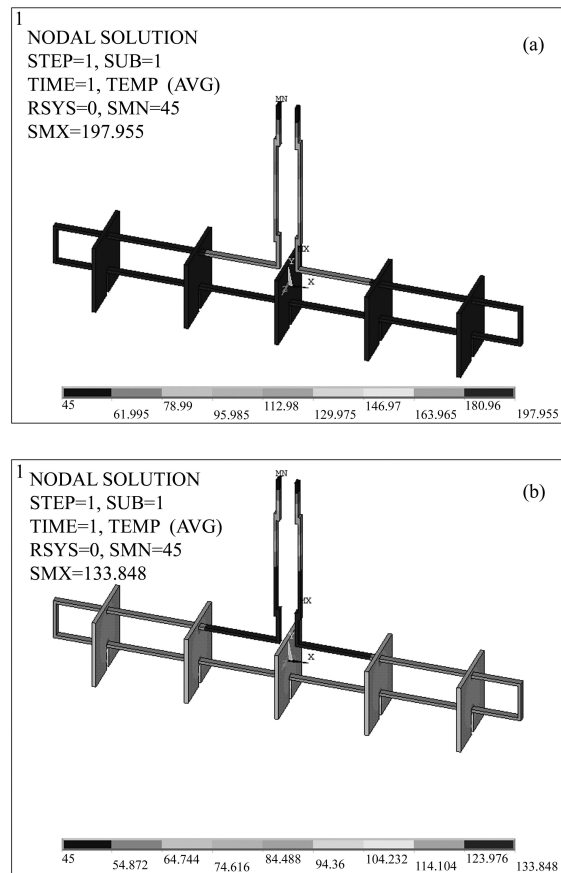 1
NODAL SOLUTION
STEP=1, SUB=1
TIME=1, TEMP (AVG)
RSYS=0, SMN=45
SMX=197.955
(a)
MN
MX
Y
X
Z
45 78.99 112.98 146.97 180.96
61.995 95.985 129.975 163.965 197.955
1
NODAL SOLUTION
STEP=1, SUB=1
TIME=1, TEMP (AVG)
RSYS=0, SMN=45
SMX=133.848
(b)
MN
MX
X
45 64.744 84.488 104.232 123.976
54.872 74.616 94.36 114.104 133.848